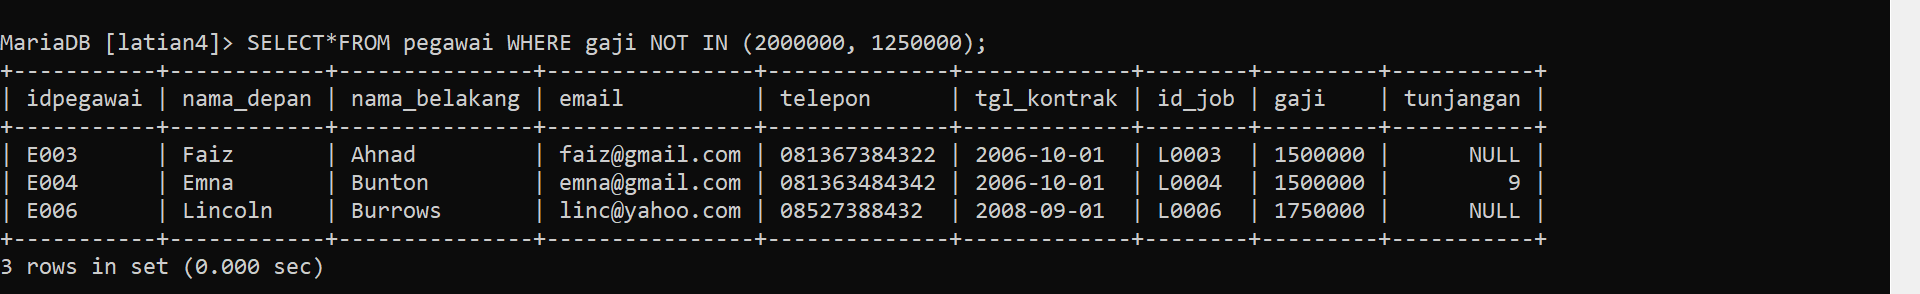 MariaDB [latian4]> SELECT*FROM pegawai WHERE gaji NOT IN (2000000, 1250000);
+-----------+------------+---------------+----------------+--------------+-------------+--------+---------+-----------+
| idpegawai | nama_depan | nama_belakang | email          | telepon      | tgl_kontrak | id_job | gaji    | tunjangan |
+-----------+------------+---------------+----------------+--------------+-------------+--------+---------+-----------+
| E003      | Faiz       | Ahnad         | faiz@gmail.com | 081367384322 | 2006-10-01  | L0003  | 1500000 |      NULL |
| E004      | Emna       | Bunton        | emna@gmail.com | 081363484342 | 2006-10-01  | L0004  | 1500000 |         9 |
| E006      | Lincoln    | Burrows       | linc@yahoo.com | 08527388432  | 2008-09-01  | L0006  | 1750000 |      NULL |
+-----------+------------+---------------+----------------+--------------+-------------+--------+---------+-----------+
3 rows in set (0.000 sec)